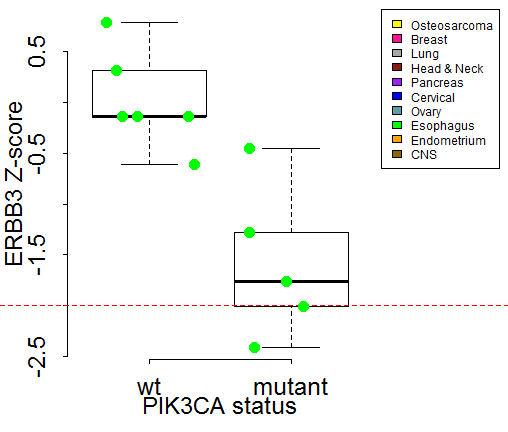 0.5
-0.5
-1.5
-2.5
ERBB3 Z-score
wt mutant
PIK3CA status
Osteosarcoma
Breast
Lung
Head & Neck
Pancreas
Cervical
Ovary
Esophagus
Endometrium
CNS